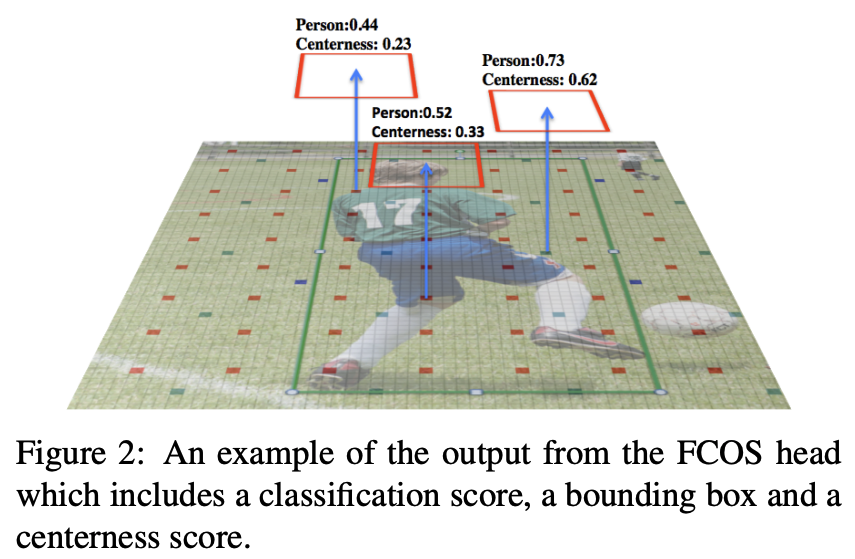 Person:0.44
Centerness: 0.23
Person:0.73
Centerness: 0.62
Person:0.52
Centerness: 0.33
17
Figure 2: An example of the output from the FCOS head
which includes a classification score, a bounding box and a
centerness score.